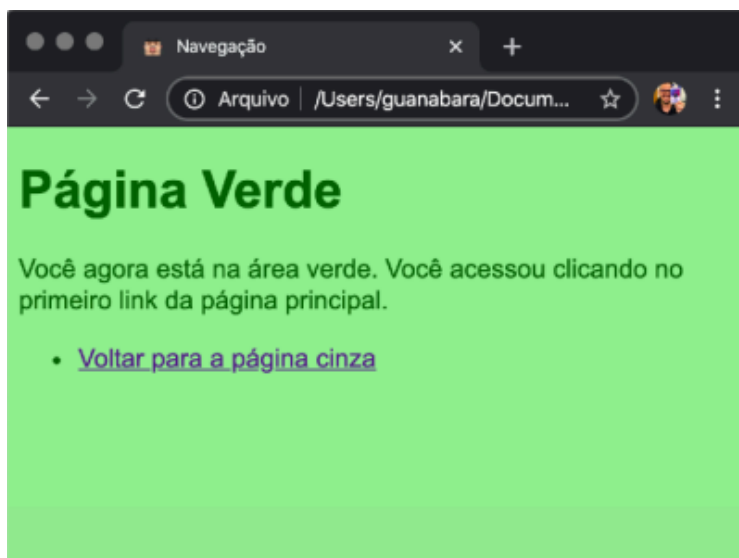 Navegação
Arquivo | /Users/guanabara/Docum...
Página Verde
Você agora está na área verde. Você acessou clicando no
primeiro link da página principal.
• Voltar para a página cinza